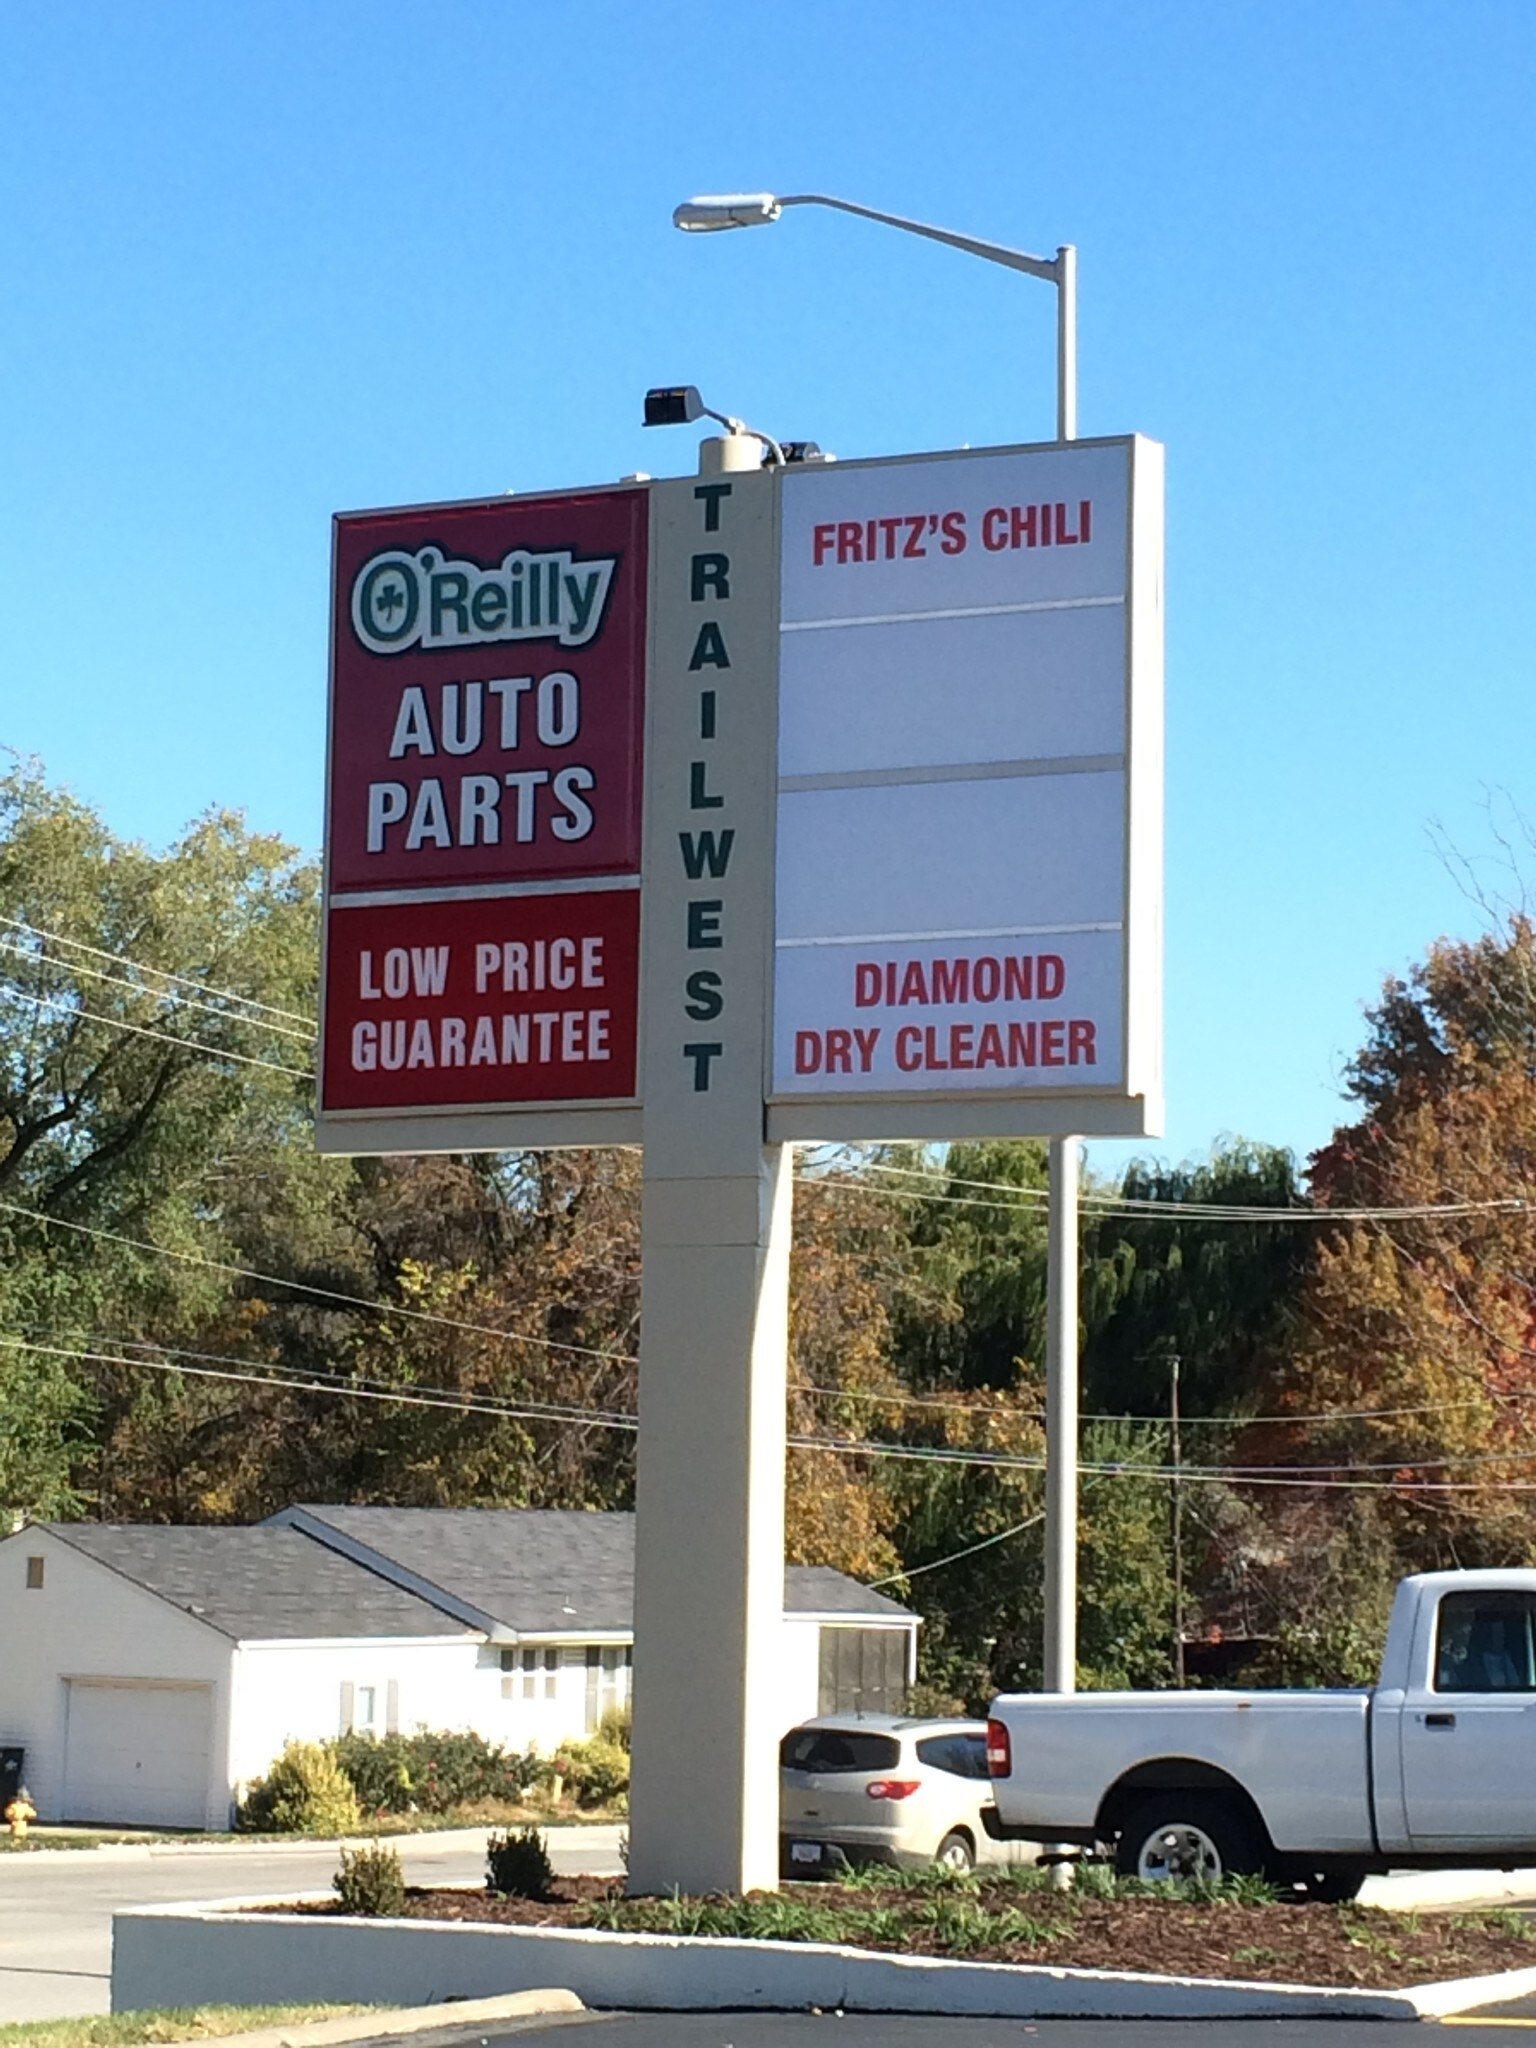 O'Reilly
AUTO
PARTS
LOW PRICE
GUARANTEE
TRAILWEST
FRITZ'S CHILI
DIAMOND
DRY CLEANER